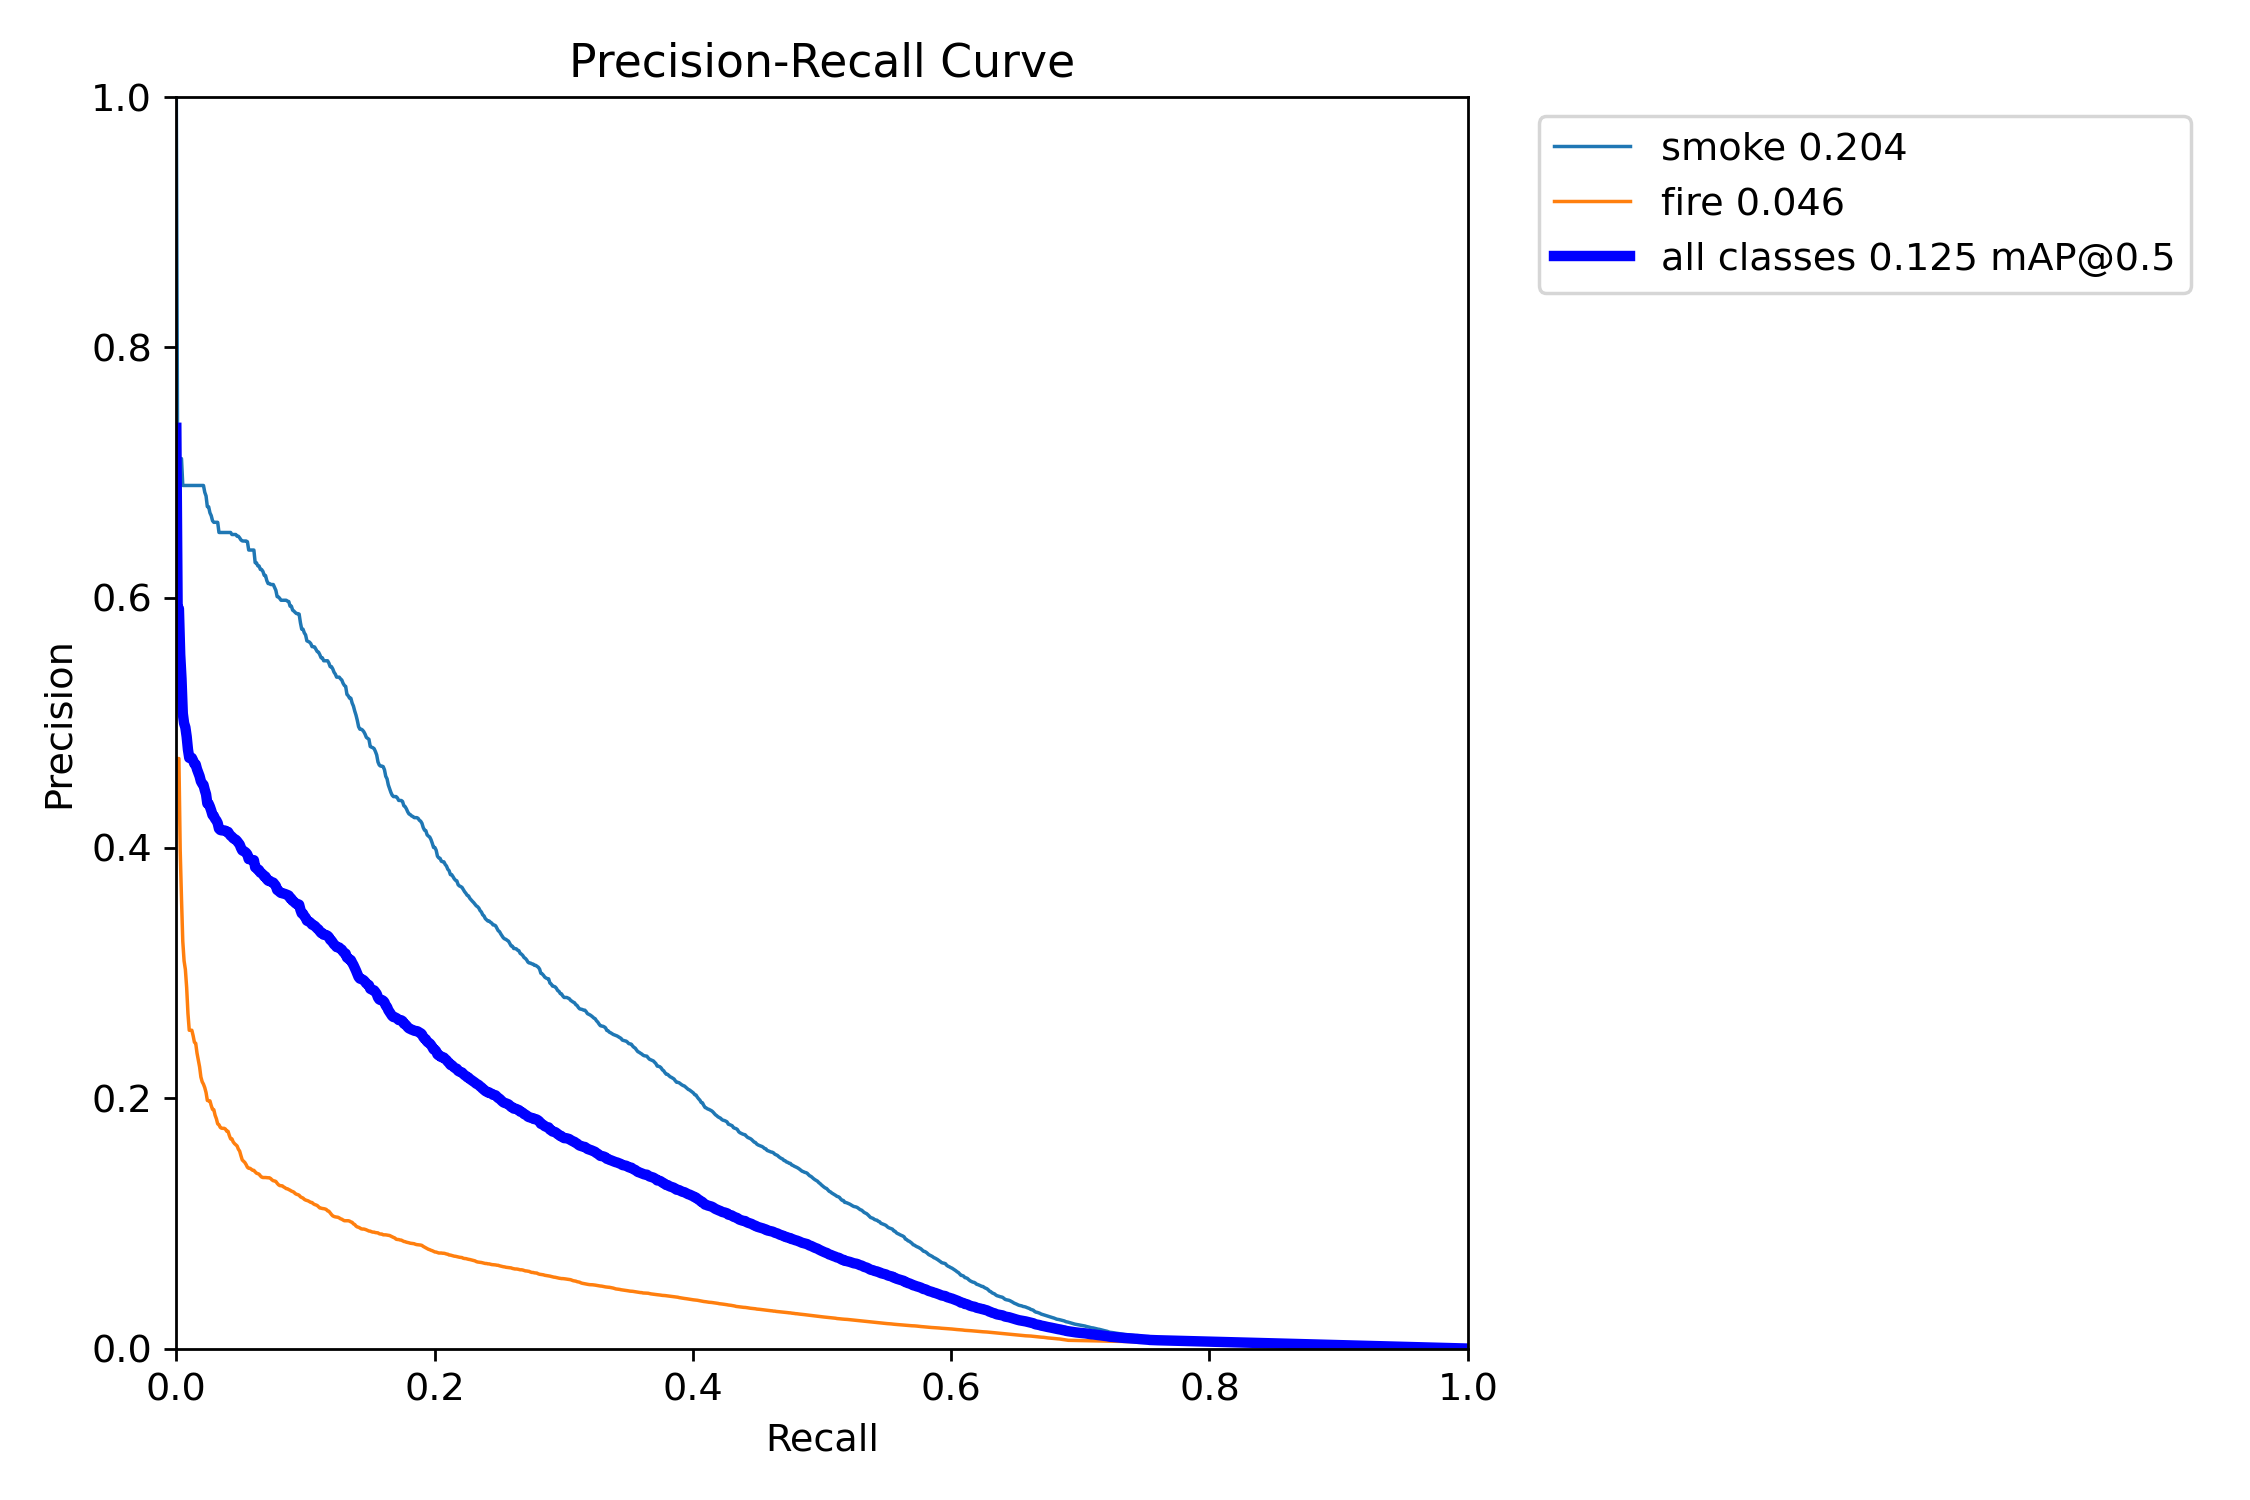 Precision-Recall Curve
1.0
0.8
0.6
0.4
0.2
0.0
Precision
0.0 0.2 0.4 0.6 0.8 1.0
Recall
smoke 0.204
fire 0.046
all classes 0.125 mAP@0.5